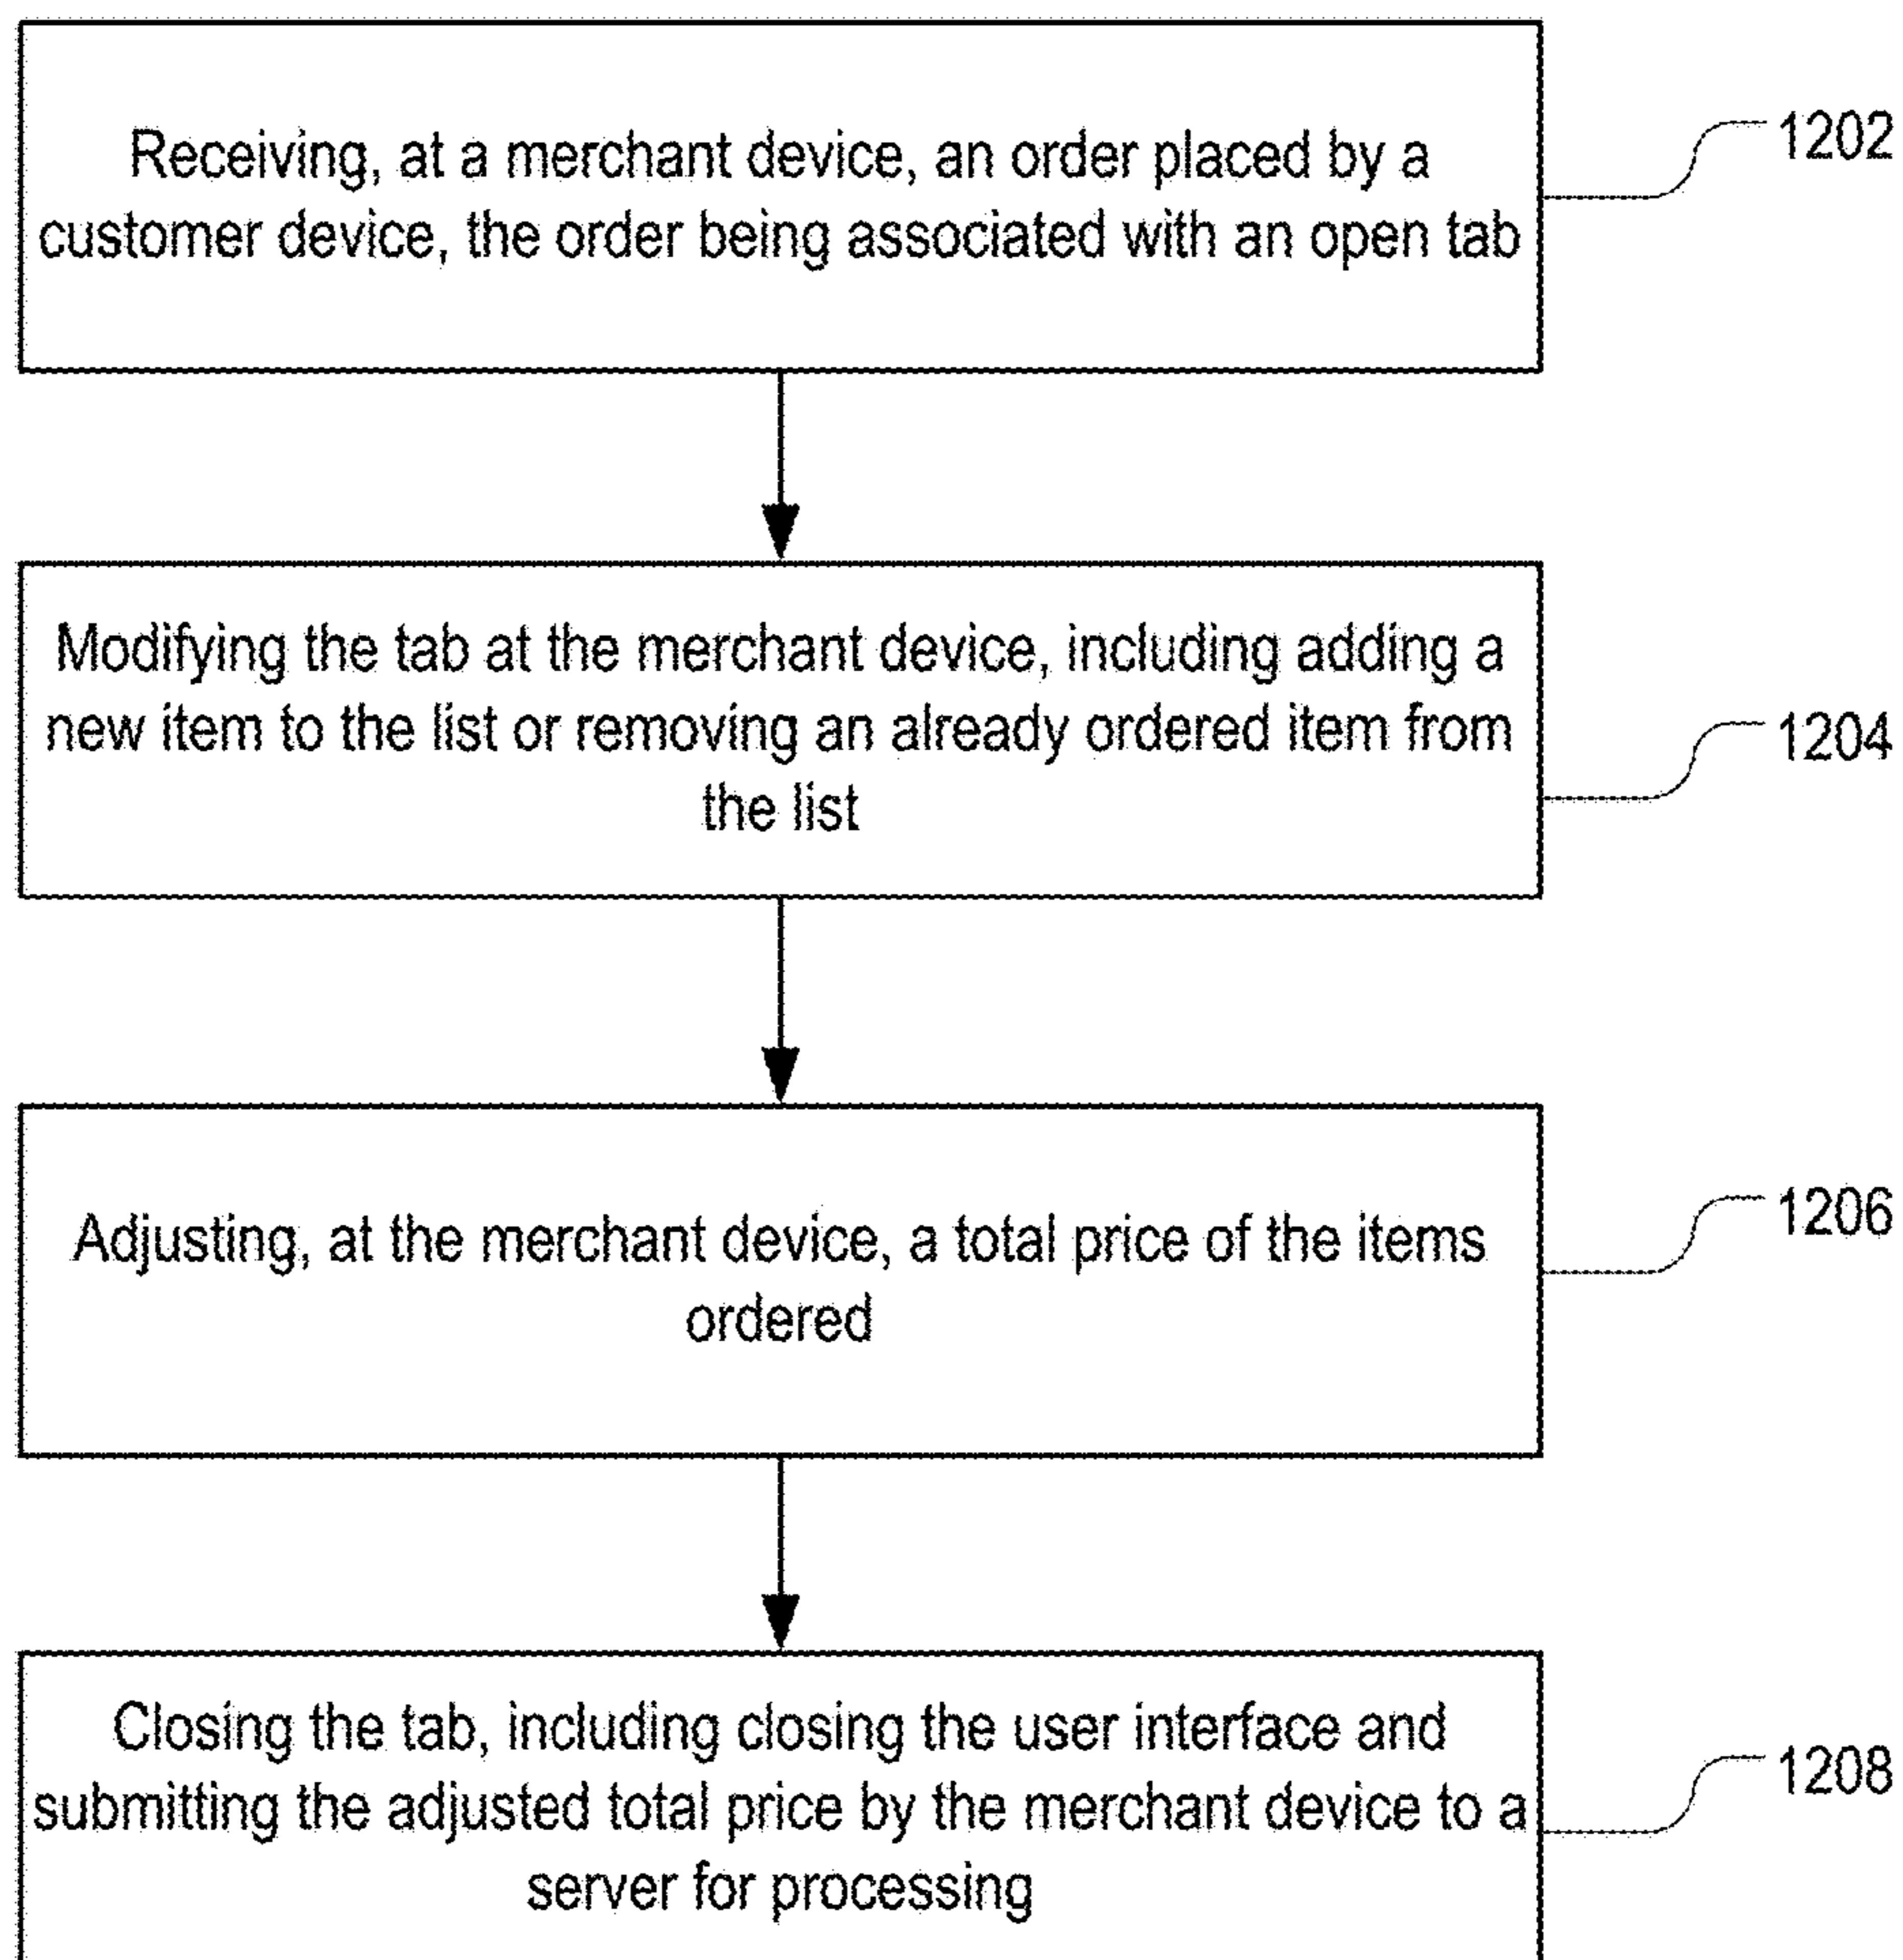 Receiving, at a merchant device, an order placed by a
customer device, the order being associated with an open tab
1202
Modifying the tab at the merchant device, including adding a
new item to the list or removing an already ordered item from
the list
1204
Adjusting, at the merchant device, a total price of the items
ordered
1206
Closing the tab, including closing the user interface and
submitting the adjusted total price by the merchant device to a
server for processing
1208